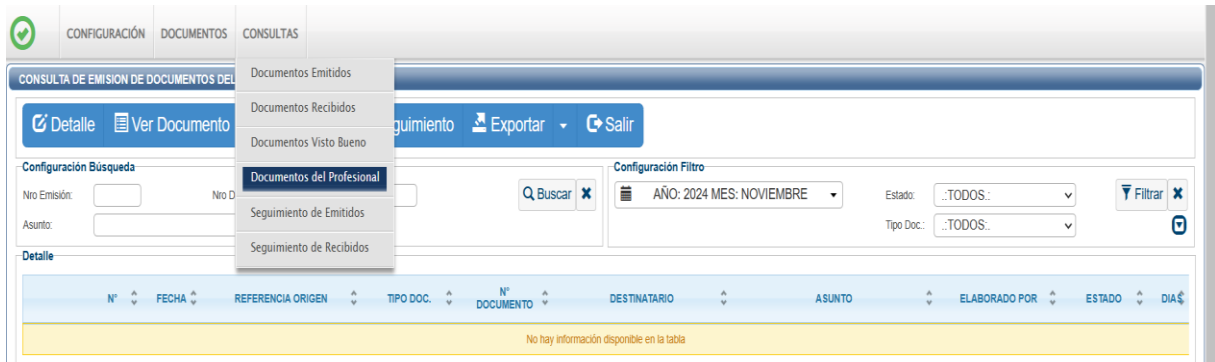 CONFIGURACIÓN DOCUMENTOS CONSULTAS
CONSULTA DE EMISION DE DOCUMENTOS DEL
Documentos Emitidos
Documentos Recibidos
Documentos Visto Bueno
Documentos del Profesional
Seguimiento de Emitidos
Seguimiento de Recibidos
Detalle Ver Documento guimiento Exportar Salir
Configuración Búsqueda
Nro Emisión: Nro D Buscar
Asunto:
Configuración Filtro
AÑO: 2024 MES: NOVIEMBRE Estado: .:TODOS.: Filtrar
Tipo Doc.: .:TODOS:.
Detalle
N° FECHA REFERENCIA ORIGEN TIPO DOC. N° DOCUMENTO DESTINATARIO ASUNTO ELABORADO POR ESTADO DIAS
No hay información disponible en la tabla